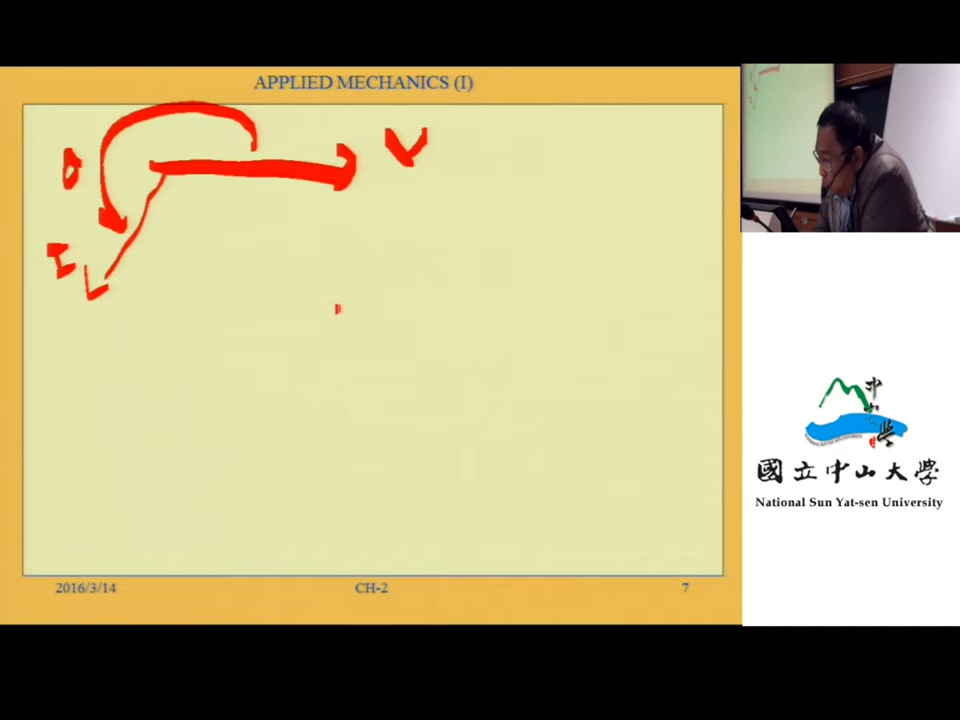 APPLIED MECHANICS (I)
V
θ
I
2016/3/14
CH-2
7
中山大學
國立中山大學
National Sun Yat-sen University